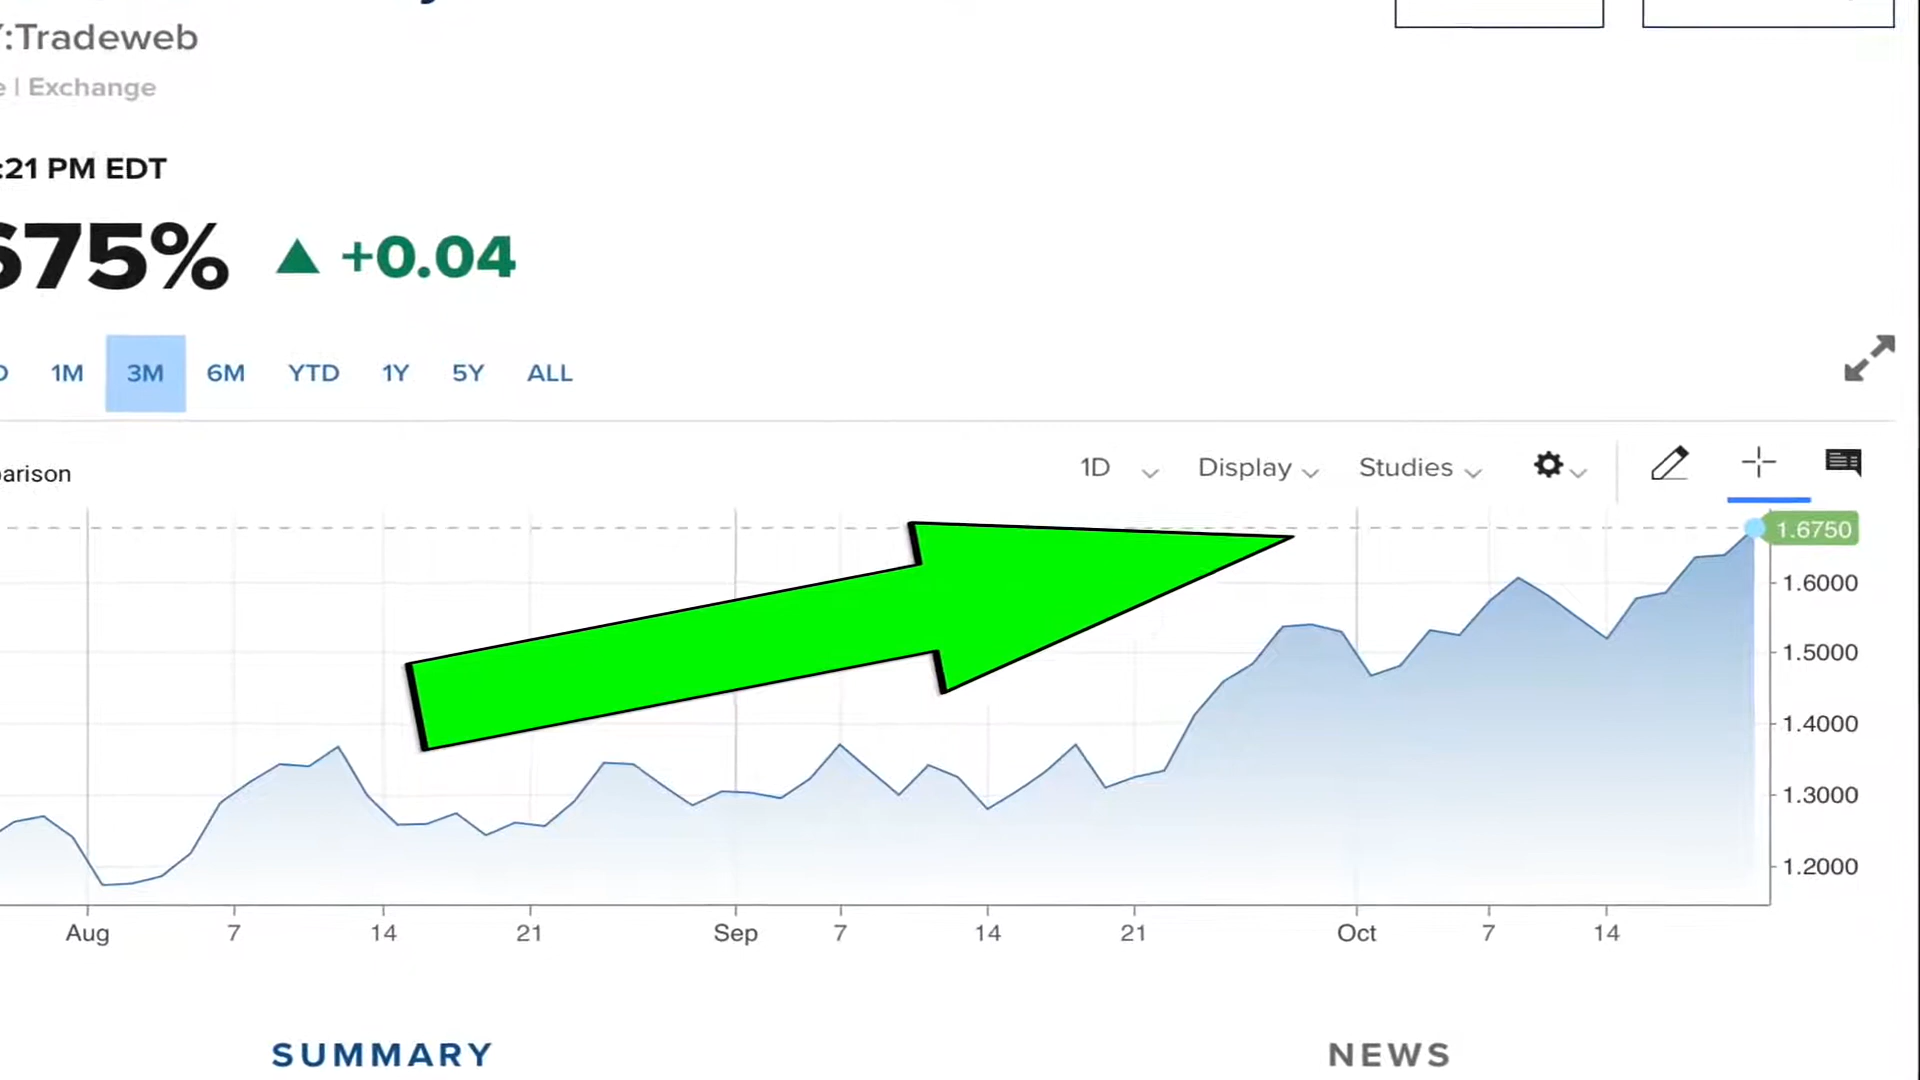 :Tradeweb
e | Exchange
:21 PM EDT
675% ▲ +0.04
1M 3M 6M YTD 1Y 5Y ALL
arison 1D Display Studies
1.6750
1.6000
1.5000
1.4000
1.3000
1.2000
Aug 7 14 21 Sep 7 14 21 Oct 7 14
SUMMARY NEWS